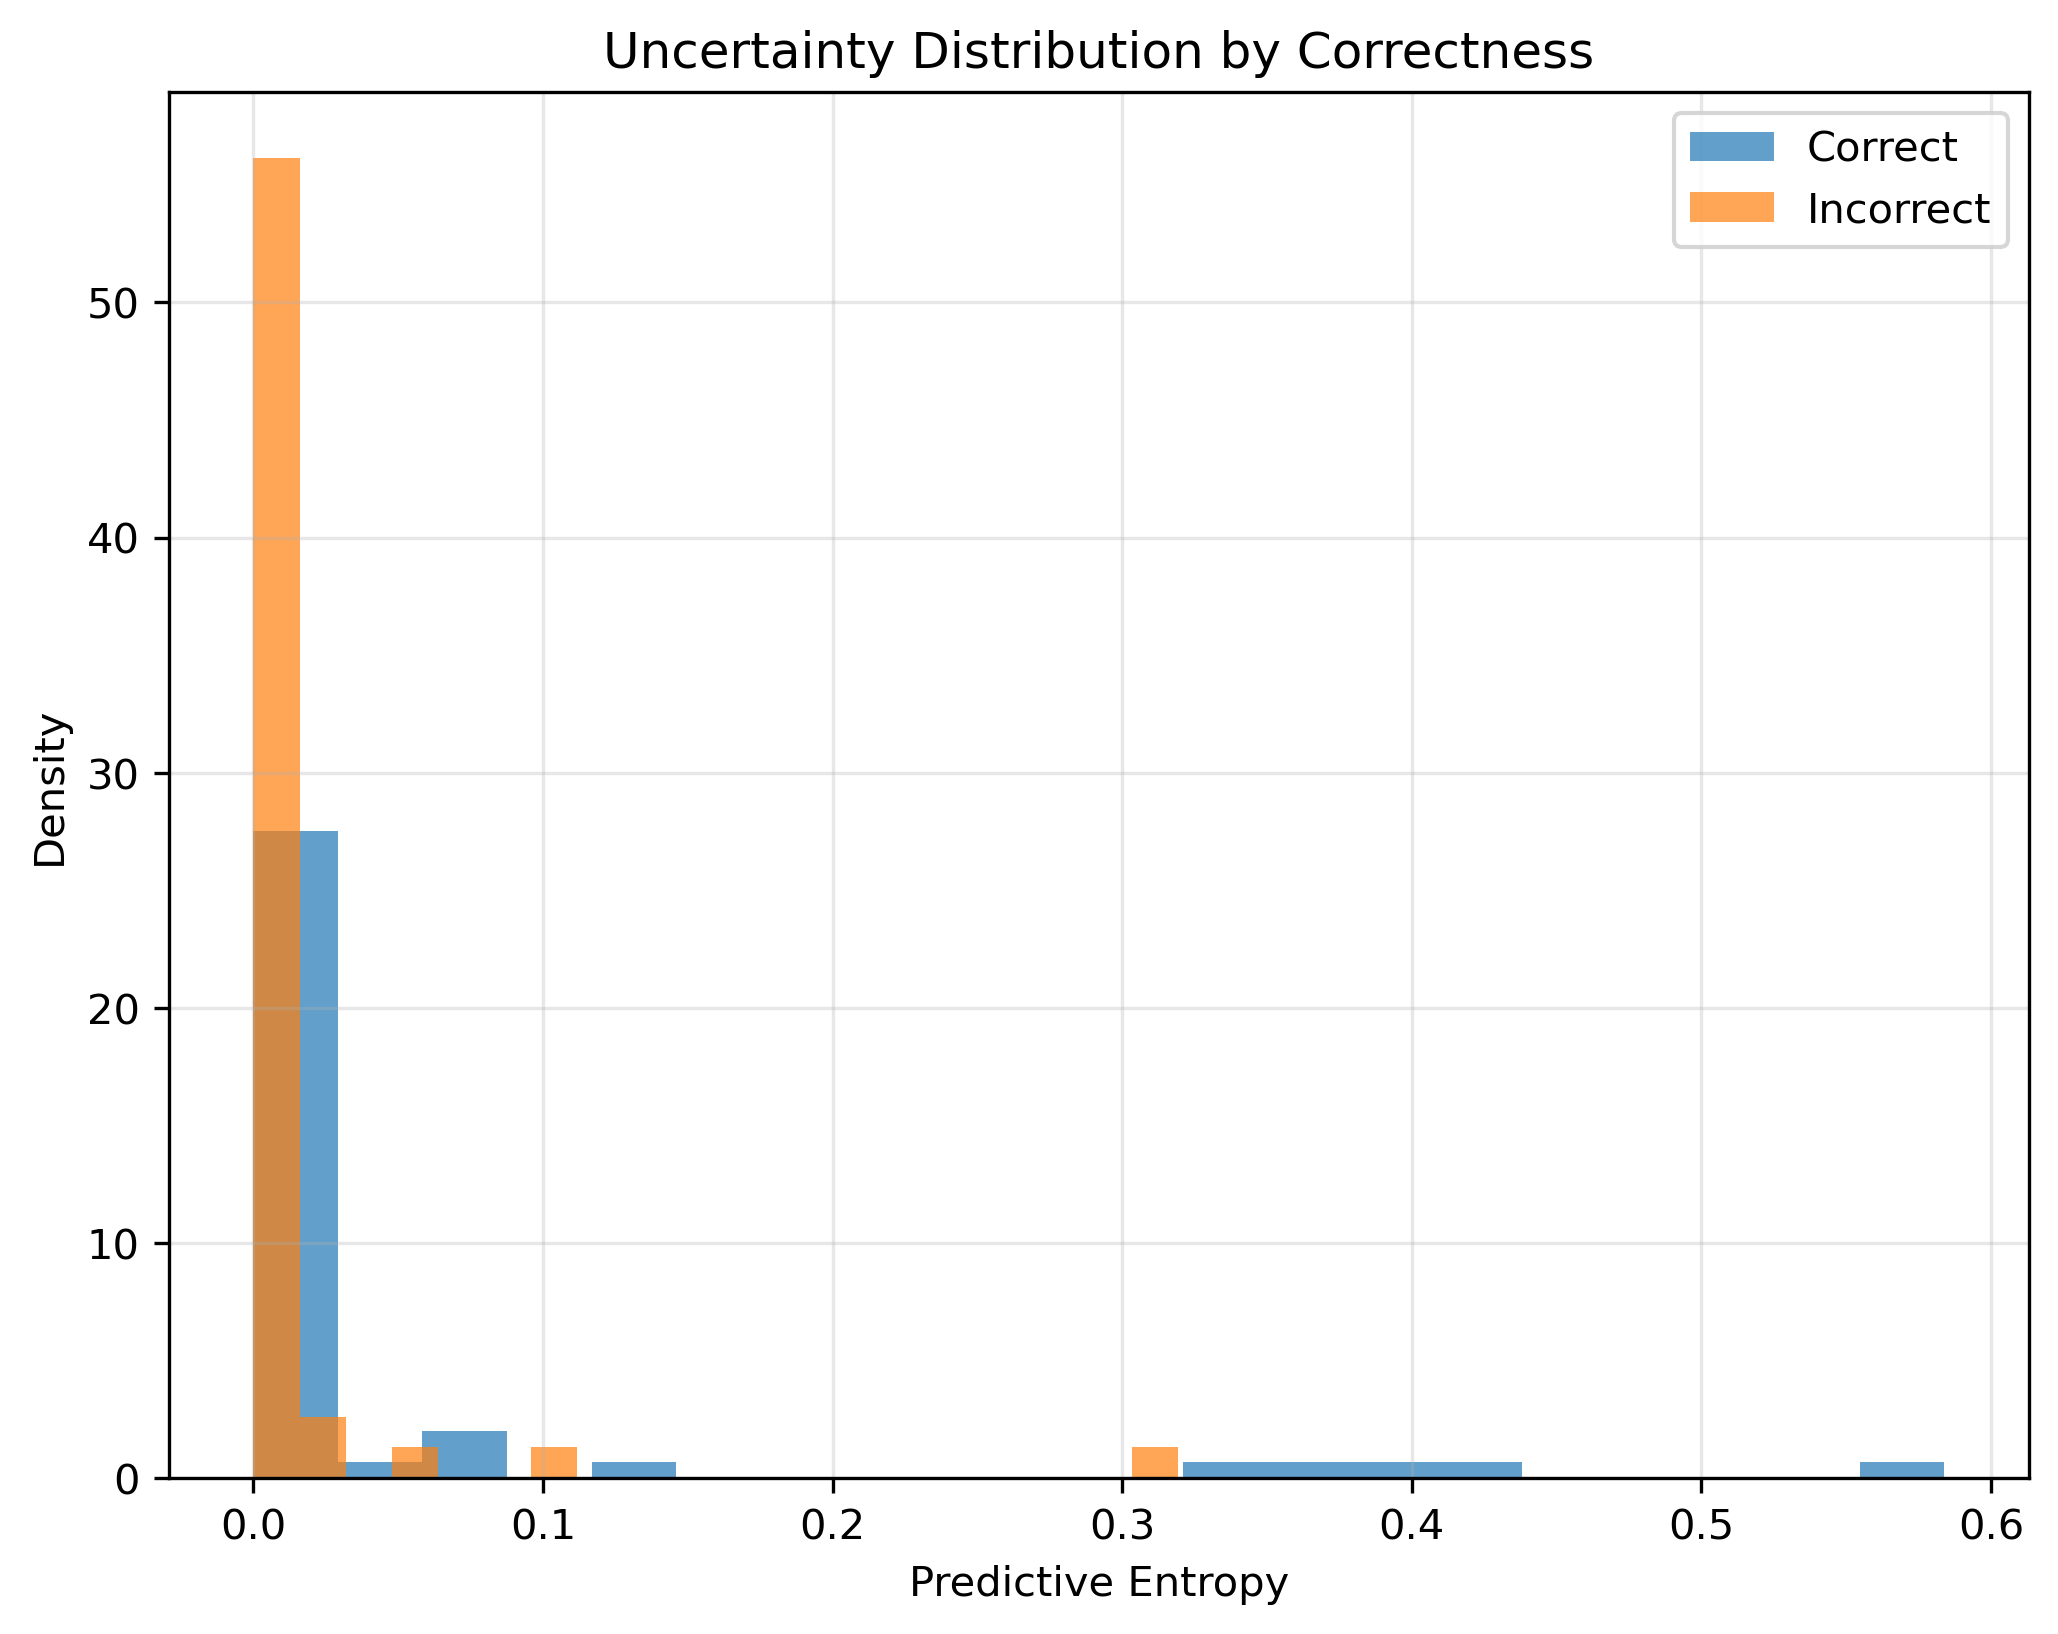 Uncertainty Distribution by Correctness
Correct
Incorrect
Density
50
40
30
20
10
0
0.0 0.1 0.2 0.3 0.4 0.5 0.6
Predictive Entropy